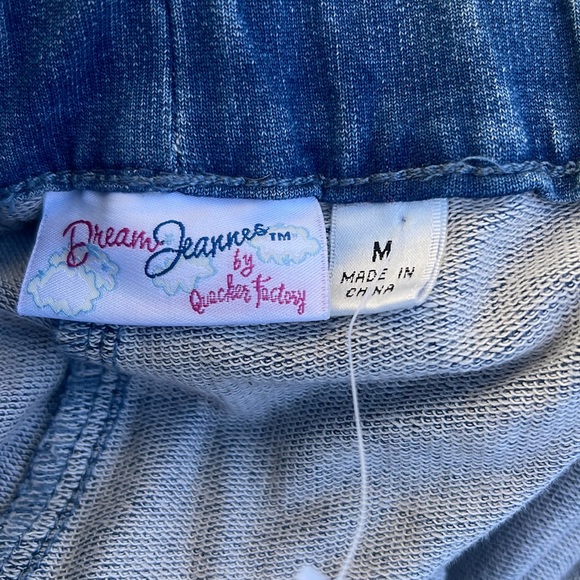 Dream Jeannes™
by
Quacker Factory
M
MADE IN
CHINA